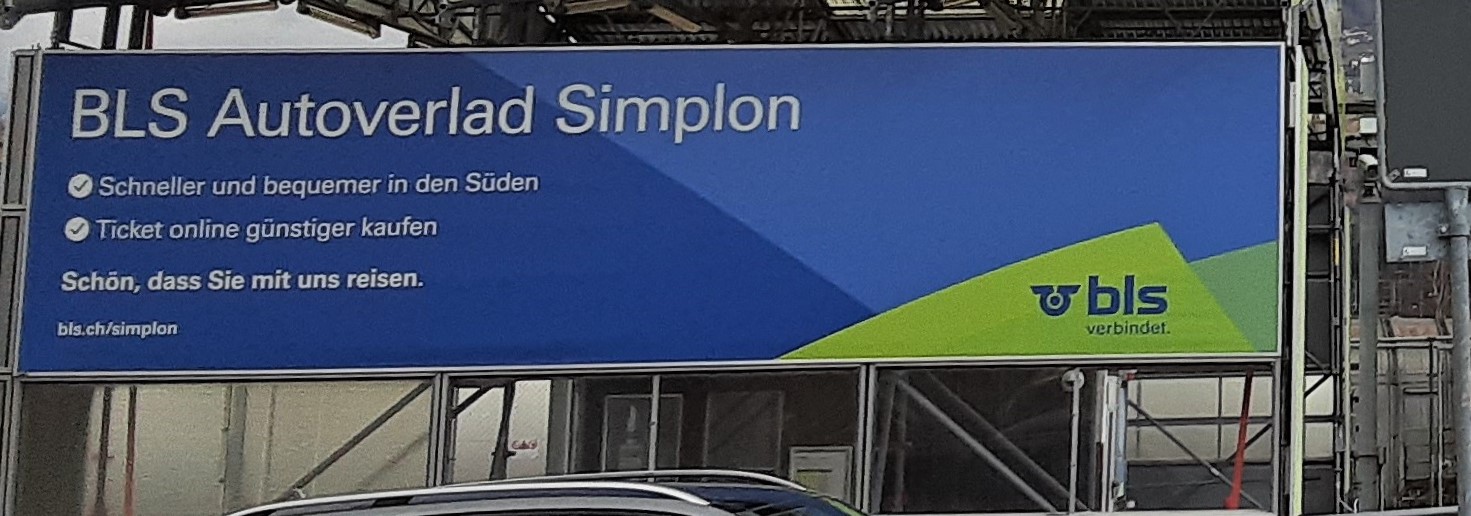 BLS Autoverlad Simplon
Schneller und bequemer in den Süden
Ticket online günstiger kaufen
Schön, dass Sie mit uns reisen.
bls.ch/simplon
bls
verbindet.